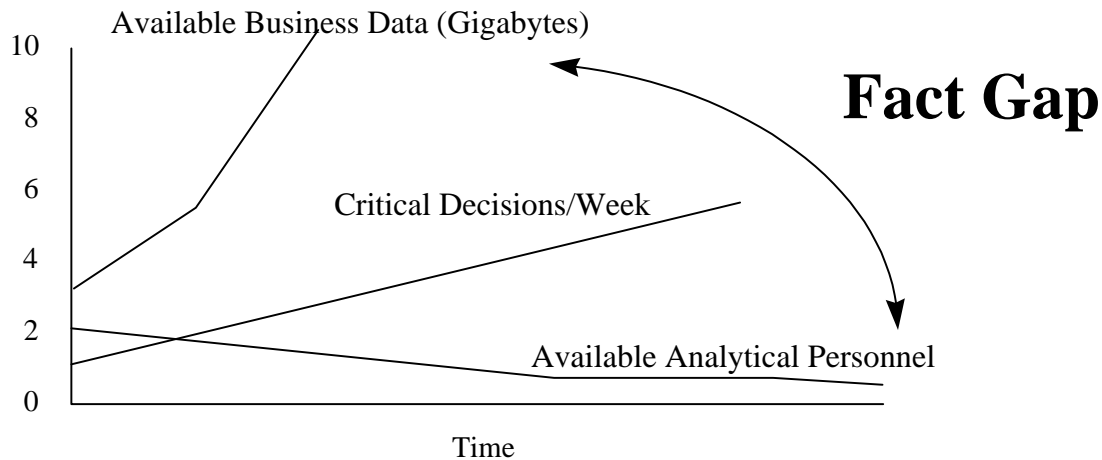 Available Business Data (Gigabytes)
10
Fact Gap
8
6
Critical Decisions/Week
4
2
Available Analytical Personnel
0
Time